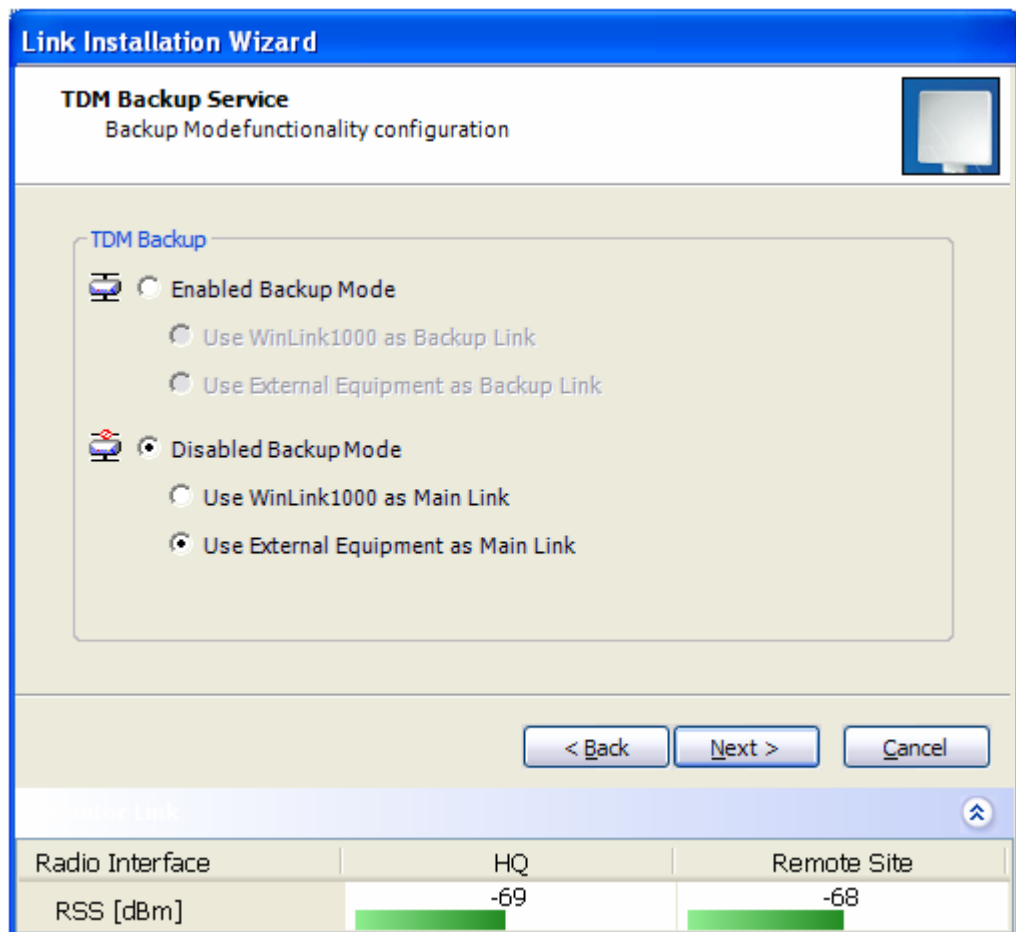 Link Installation Wizard
TDM Backup Service
Backup Modefunctionality configuration
TDM Backup
Enabled Backup Mode
Use WinLink1000 as Backup Link
Use External Equipment as Backup Link
Disabled Backup Mode
Use WinLink1000 as Main Link
Use External Equipment as Main Link
< Back Next > Cancel
Link
Radio Interface HQ Remote Site
RSS [dBm] -69 -68